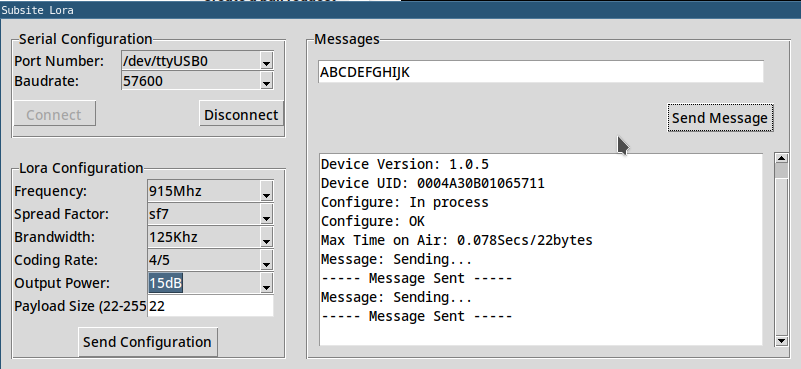 Subsite Lora
Serial Configuration
Port Number: /dev/ttyUSB0
Baudrate: 57600
Connect Disconnect
Lora Configuration
Frequency: 915Mhz
Spread Factor: sf7
Brandwidth: 125Khz
Coding Rate: 4/5
Output Power: 15dB
Payload Size (22-255 22
Send Configuration
Messages
ABCDEFGHIJK
Send Message
Device Version: 1.0.5
Device UID: 0004A30B01065711
Configure: In process
Configure: OK
Max Time on Air: 0.078Secs/22bytes
Message: Sending...
----- Message Sent -----
Message: Sending...
----- Message Sent -----